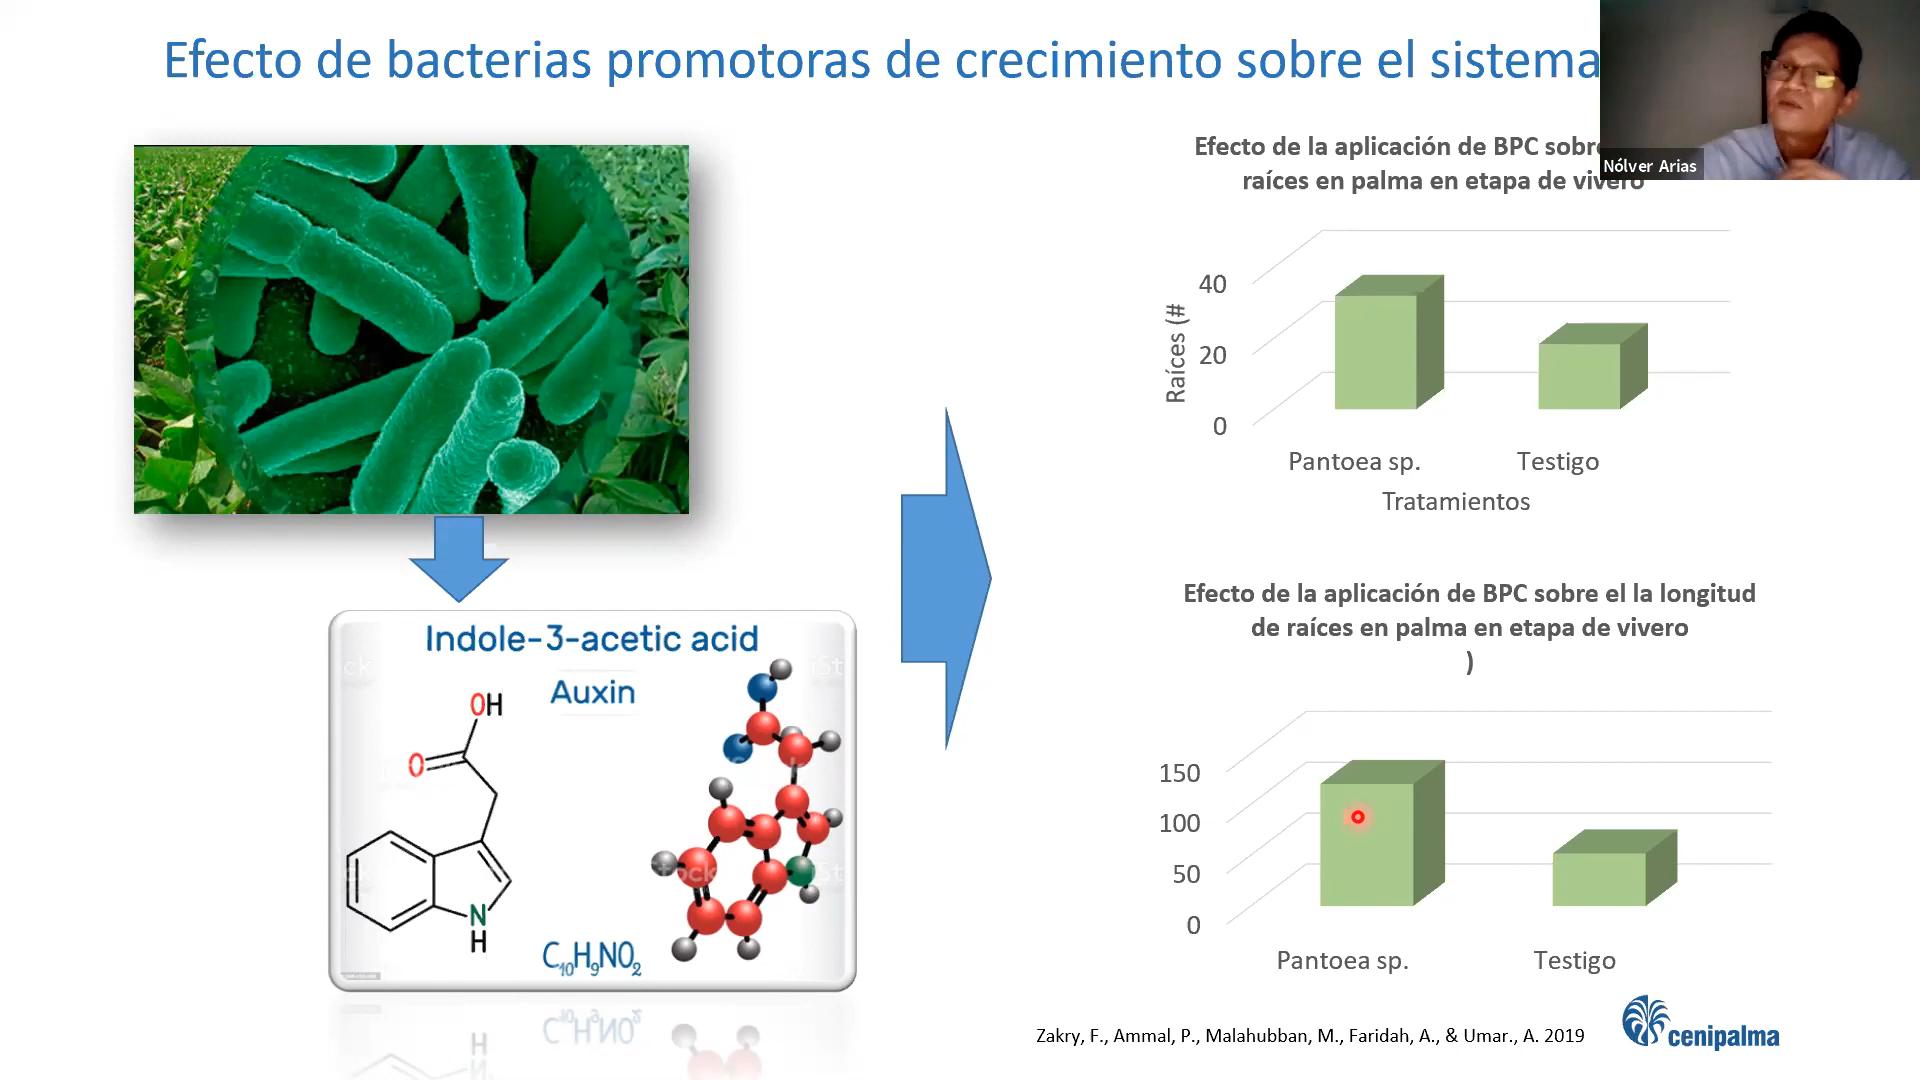 Efecto de bacterias promotoras de crecimiento sobre el sistema
Nólver Arias
Efecto de la aplicación de BPC sobre
raíces en palma en etapa de vivero
40
20
0
Raíces (#
Pantoea sp.
Testigo
Tratamientos
Indole-3-acetic acid
Auxin
OH
O
N
H
C10H9NO2
Efecto de la aplicación de BPC sobre el la longitud
de raíces en palma en etapa de vivero
)
150
100
50
0
Pantoea sp.
Testigo
Zakry, F., Ammal, P., Malahubban, M., Faridah, A., & Umar., A. 2019
cenipalma